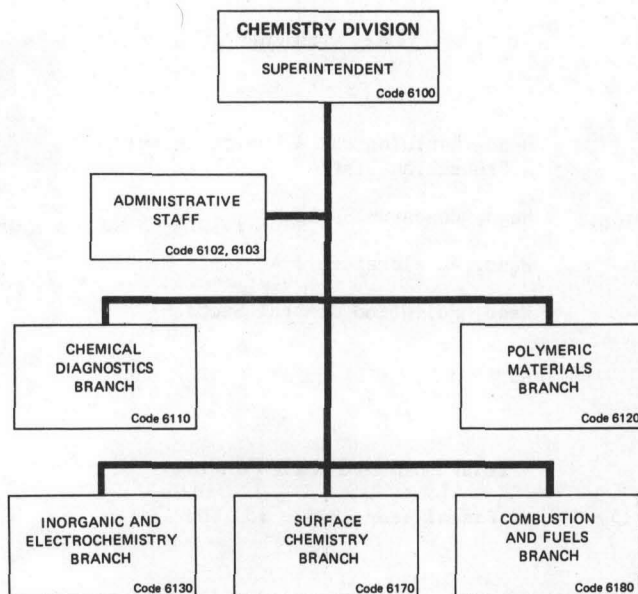 CHEMISTRY DIVISION
SUPERINTENDENT
Code 6100
ADMINISTRATIVE
STAFF
Code 6102, 6103
CHEMICAL
DIAGNOSTICS
BRANCH
Code 6110
POLYMERIC
MATERIALS
BRANCH
Code 6120
INORGANIC AND
ELECTROCHEMISTRY
BRANCH
Code 6130
SURFACE
CHEMISTRY
BRANCH
Code 6170
COMBUSTION
AND FUELS
BRANCH
Code 6180